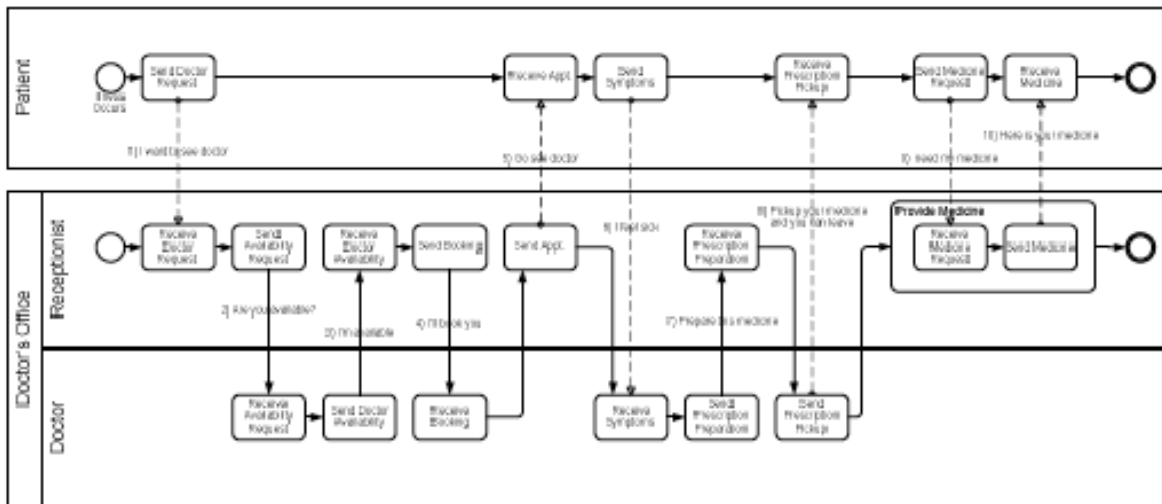 Patient
Illness
Occurs
Send Doctor
Request
Receive Appt.
Send
Symptoms
Receive
Prescription
Pickup
Send Medicine
Request
Receive
Medicine
1) I want to see doctor
5) Go see doctor
9) need my medicine
10) Here is your medicine
Doctor's Office
Receptionist
Receive
Doctor
Request
Send
Availability
Request
Receive
Doctor
Availability
Send Booking
Send Appt.
6) I feel sick
Receive
Prescription
Preparation
8) Pickup your medicine
and you can leave
Provide Medicine
Receive
Medicine
Request
Send Medicine
2) Are you available?
3) I'm available
4) I'll book you
7) Prepare this medicine
Doctor
Receive
Availability
Request
Send Doctor
Availability
Receive
Booking
Receive
Symptoms
Send
Prescription
Preparation
Send
Prescription
Pickup